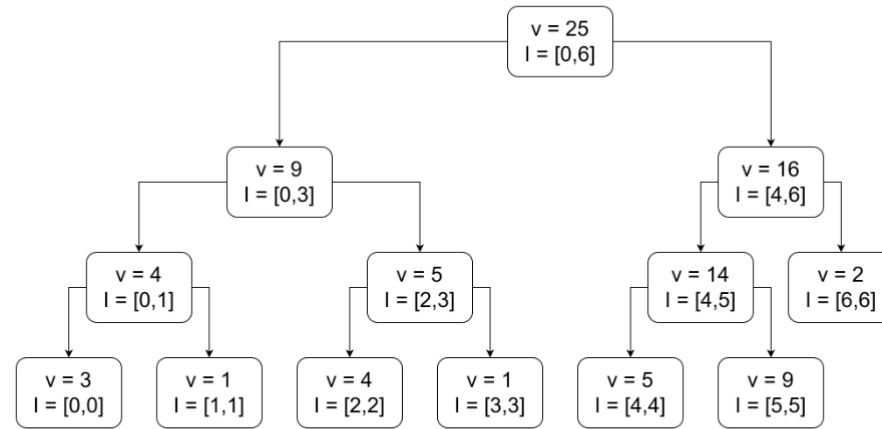 v = 25
I = [0,6]
v = 9
I = [0,3]
v = 16
I = [4,6]
v = 4
I = [0,1]
v = 5
I = [2,3]
v = 14
I = [4,5]
v = 2
I = [6,6]
v = 3
I = [0,0]
v = 1
I = [1,1]
v = 4
I = [2,2]
v = 1
I = [3,3]
v = 5
I = [4,4]
v = 9
I = [5,5]